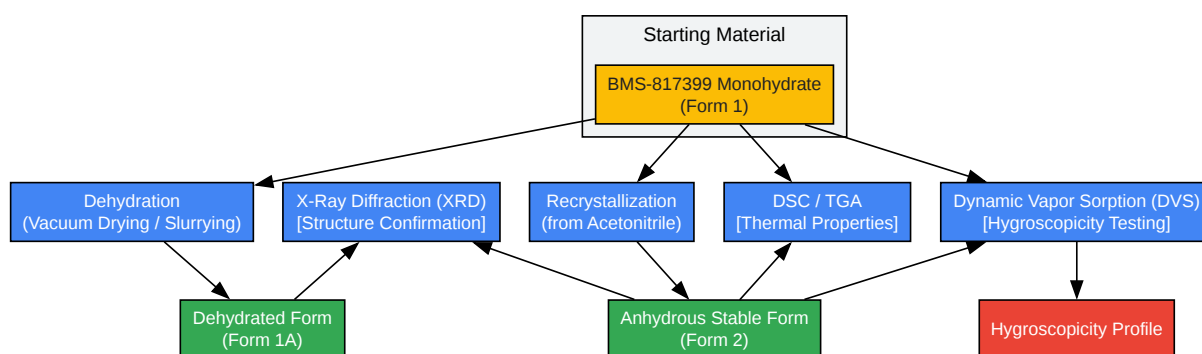 Starting Material
BMS-817399 Monohydrate
(Form 1)
Dehydration
(Vacuum Drying / Slurrying)
X-Ray Diffraction (XRD)
[Structure Confirmation]
Recrystallization
(from Acetonitrile)
DSC / TGA
[Thermal Properties]
Dynamic Vapor Sorption (DVS)
[Hygroscopicity Testing]
Dehydrated Form
(Form 1A)
Anhydrous Stable Form
(Form 2)
Hygroscopicity Profile